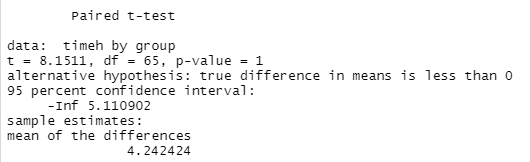 Paired t-test
data: timeh by group
t = 8.1511, df = 65, p-value = 1
alternative hypothesis: true difference in means is less than 0
95 percent confidence interval:
-Inf 5.110902
sample estimates:
mean of the differences
4.242424